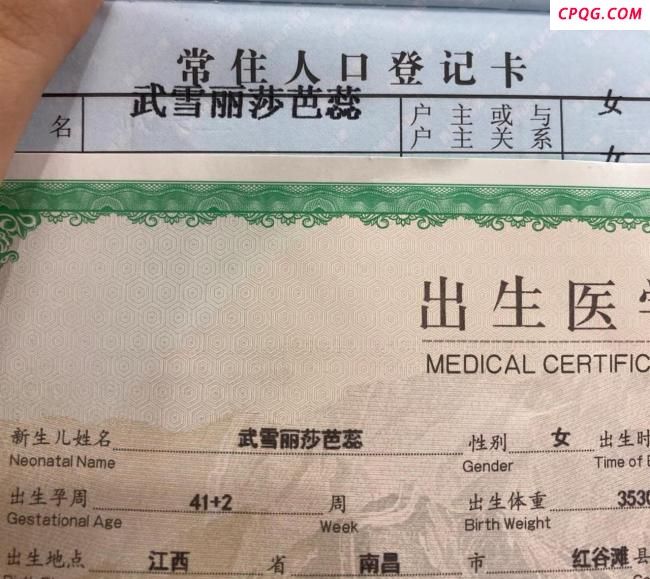 CPQG.COM
常住人口登记卡
名 武雪丽莎芭蕊 户主或与 女
户主关系 女
出生医
MEDICAL CERTIFIC
新生儿姓名 武雪丽莎芭蕊 性别 女 出生时
Neonatal Name Gender Time of B
出生孕周 41+2 周 出生体重 3530
Gestational Age Week Birth Weight
出生地点 江西 省 南昌 市 红谷滩 县